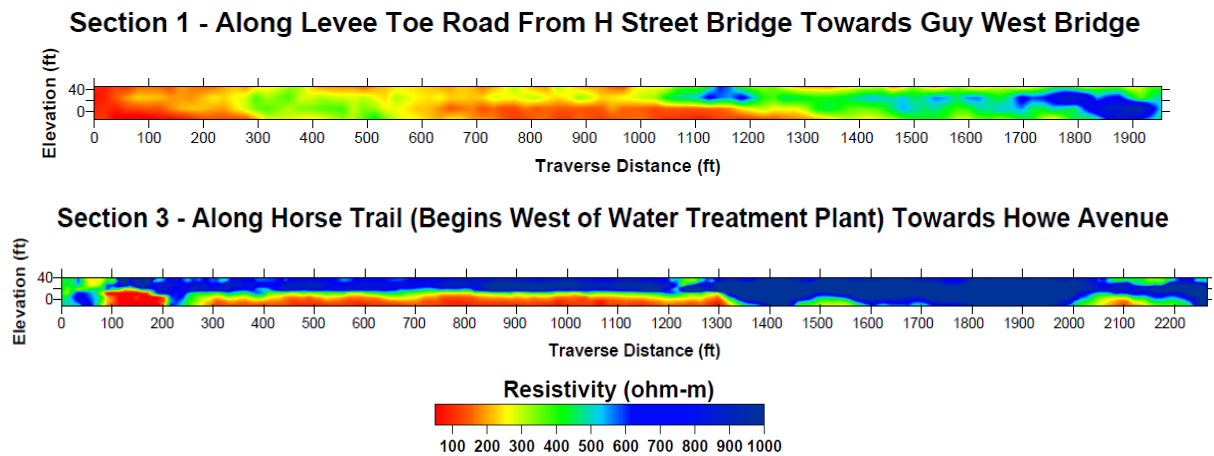 Section 1 - Along Levee Toe Road From H Street Bridge Towards Guy West Bridge
Elevation (ft)
40
0
0 100 200 300 400 500 600 700 800 900 1000 1100 1200 1300 1400 1500 1600 1700 1800 1900
Traverse Distance (ft)
Section 3 - Along Horse Trail (Begins West of Water Treatment Plant) Towards Howe Avenue
Elevation (ft)
40
0
0 100 200 300 400 500 600 700 800 900 1000 1100 1200 1300 1400 1500 1600 1700 1800 1900 2000 2100 2200
Traverse Distance (ft)
Resistivity (ohm-m)
100 200 300 400 500 600 700 800 900 1000